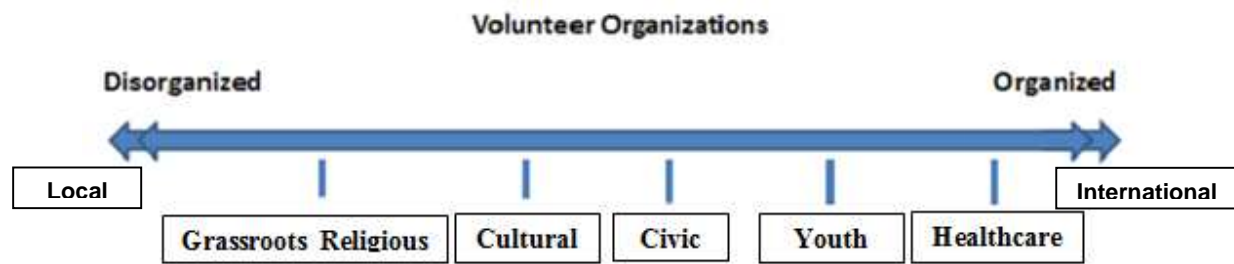 Volunteer Organizations
Disorganized Organized
Local International
Grassroots Religious Cultural Civic Youth Healthcare